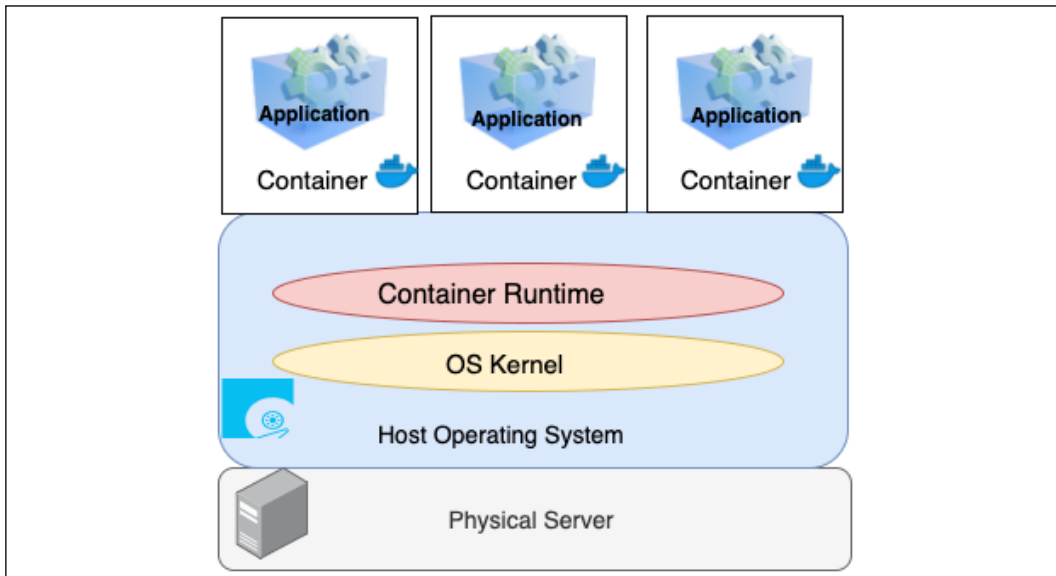 Application
Container
Application
Container
Application
Container
Container Runtime
OS Kernel
Host Operating System
Physical Server